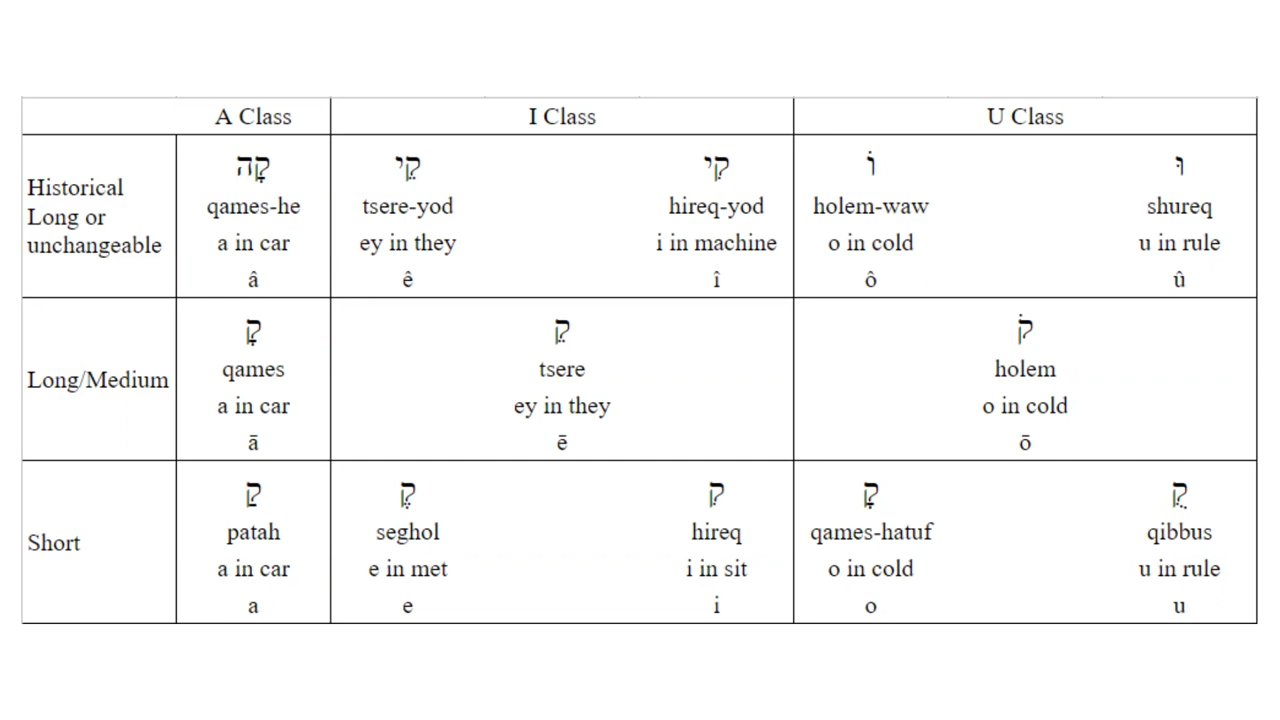 A Class I Class U Class
Historical Long or unchangeable
קָה קֵי קִי וֹ וּ
qames-he tsere-yod hireq-yod holem-waw shureq
a in car ey in they i in machine o in cold u in rule
â ê î ô û
Long/Medium
קָ קֵ קֹ
qames tsere holem
a in car ey in they o in cold
ā ē ō
Short
קַ קֶ קִ קָ קֻ
patah seghol hireq qames-hatuf qibbus
a in car e in met i in sit o in cold u in rule
a e i o u